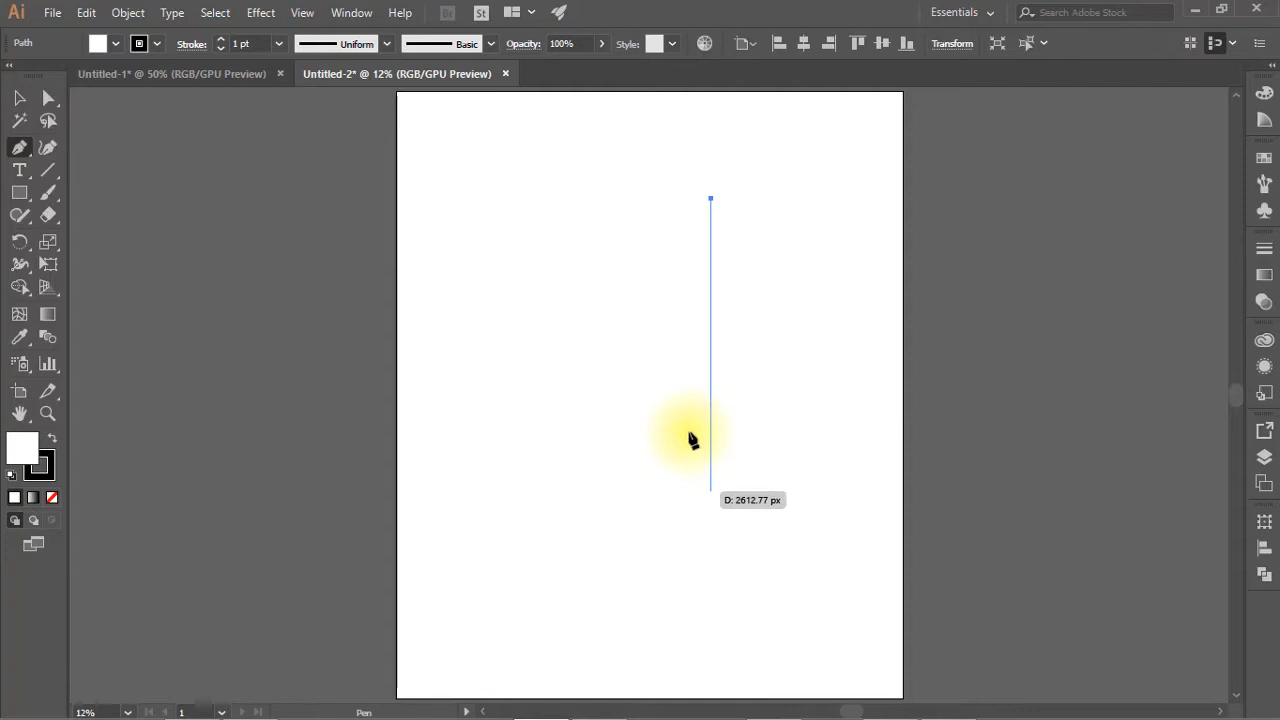 Ai File Edit Object Type Select Effect View Window Help Br St Essentials Search Adobe Stock
Path Stroke: 1 pt Uniform Basic Opacity: 100% Style: Transform
Untitled-1* @ 50% (RGB/GPU Preview) × Untitled-2* @ 12% (RGB/GPU Preview) ×
D: 2612.77 px
12% 1 Pen